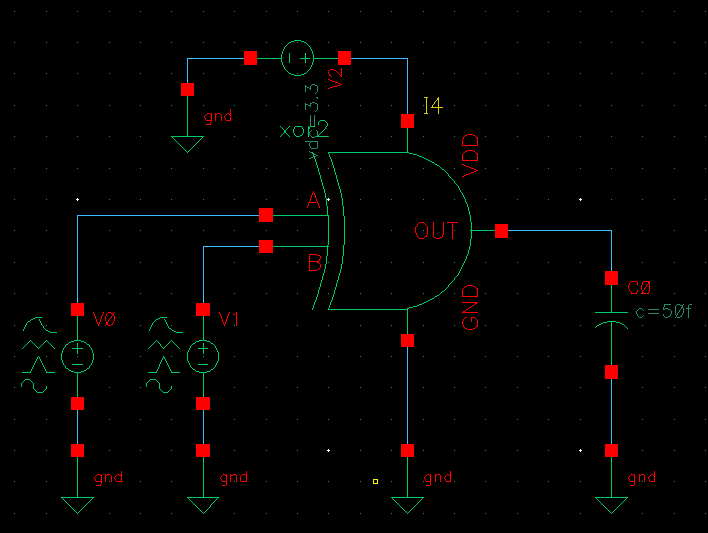 V2
vdc=3.3
gnd
I4
xor2
VDD
A
OUT
B
GND
C0
c=50f
V0
V1
gnd
gnd
gnd
gnd